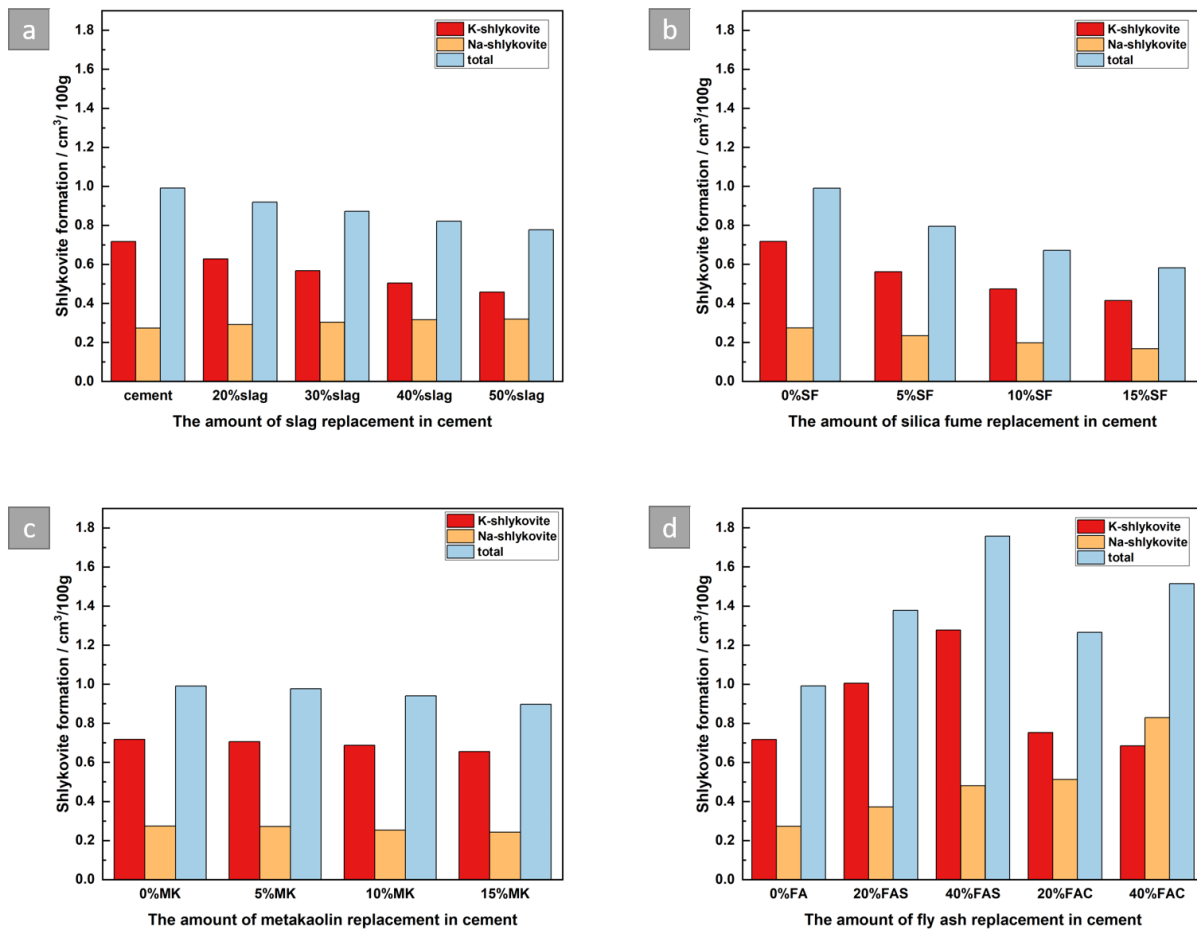 a
Shlykovite formation / cm³/ 100g
1.8
1.6
1.4
1.2
1.0
0.8
0.6
0.4
0.2
0.0
K-shlykovite
Na-shlykovite
total
cement 20%slag 30%slag 40%slag 50%slag
The amount of slag replacement in cement
b
Shlykovite formation / cm³/100g
1.8
1.6
1.4
1.2
1.0
0.8
0.6
0.4
0.2
0.0
K-shlykovite
Na-shlykovite
total
0%SF 5%SF 10%SF 15%SF
The amount of silica fume replacement in cement
c
Shlykovite formation / cm³/100g
1.8
1.6
1.4
1.2
1.0
0.8
0.6
0.4
0.2
0.0
K-shlykovite
Na-shlykovite
total
0%MK 5%MK 10%MK 15%MK
The amount of metakaolin replacement in cement
d
Shlykovite formation / cm³/100g
1.8
1.6
1.4
1.2
1.0
0.8
0.6
0.4
0.2
0.0
K-shlykovite
Na-shlykovite
total
0%FA 20%FAS 40%FAS 20%FAC 40%FAC
The amount of fly ash replacement in cement